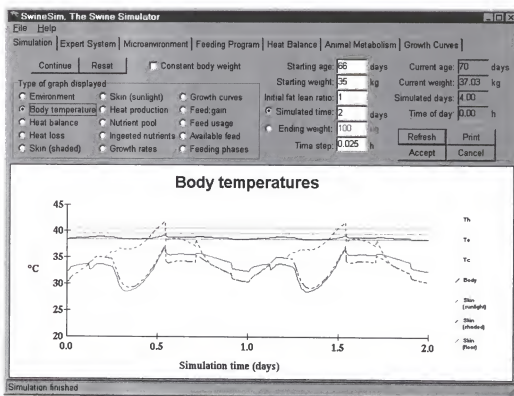 SwineSim, The Swine Simulator
File Help
Simulation Expert System Microenvironment Feeding Program Heat Balance Animal Metabolism Growth Curves
Continue Reset Constant body weight
Type of graph displayed
Environment Skin (sunlight) Growth curves
Body temperature Heat production Feed:gain
Heat balance Nutrient pool Feed usage
Heat loss Ingested nutrients Available feed
Skin (shaded) Growth rates Feeding phases
Starting age: 66 days Current age: 70 days
Starting weight: 35 kg Current weight: 37.03 kg
Initial fat lean ratio: 1 Simulated days: 4.00
Simulated time: 2 days Time of day: 0.00 h
Ending weight: 100 kg
Time step: 0.025 h
Refresh Print
Accept Cancel
Body temperatures
45
40
35
30
25
20
°C
0.0 0.5 1.0 1.5 2.0
Simulation time (days)
Th
Te
Tc
Body
Skin (sunlight)
Skin (shaded)
Skin (floor)
Simulation finished